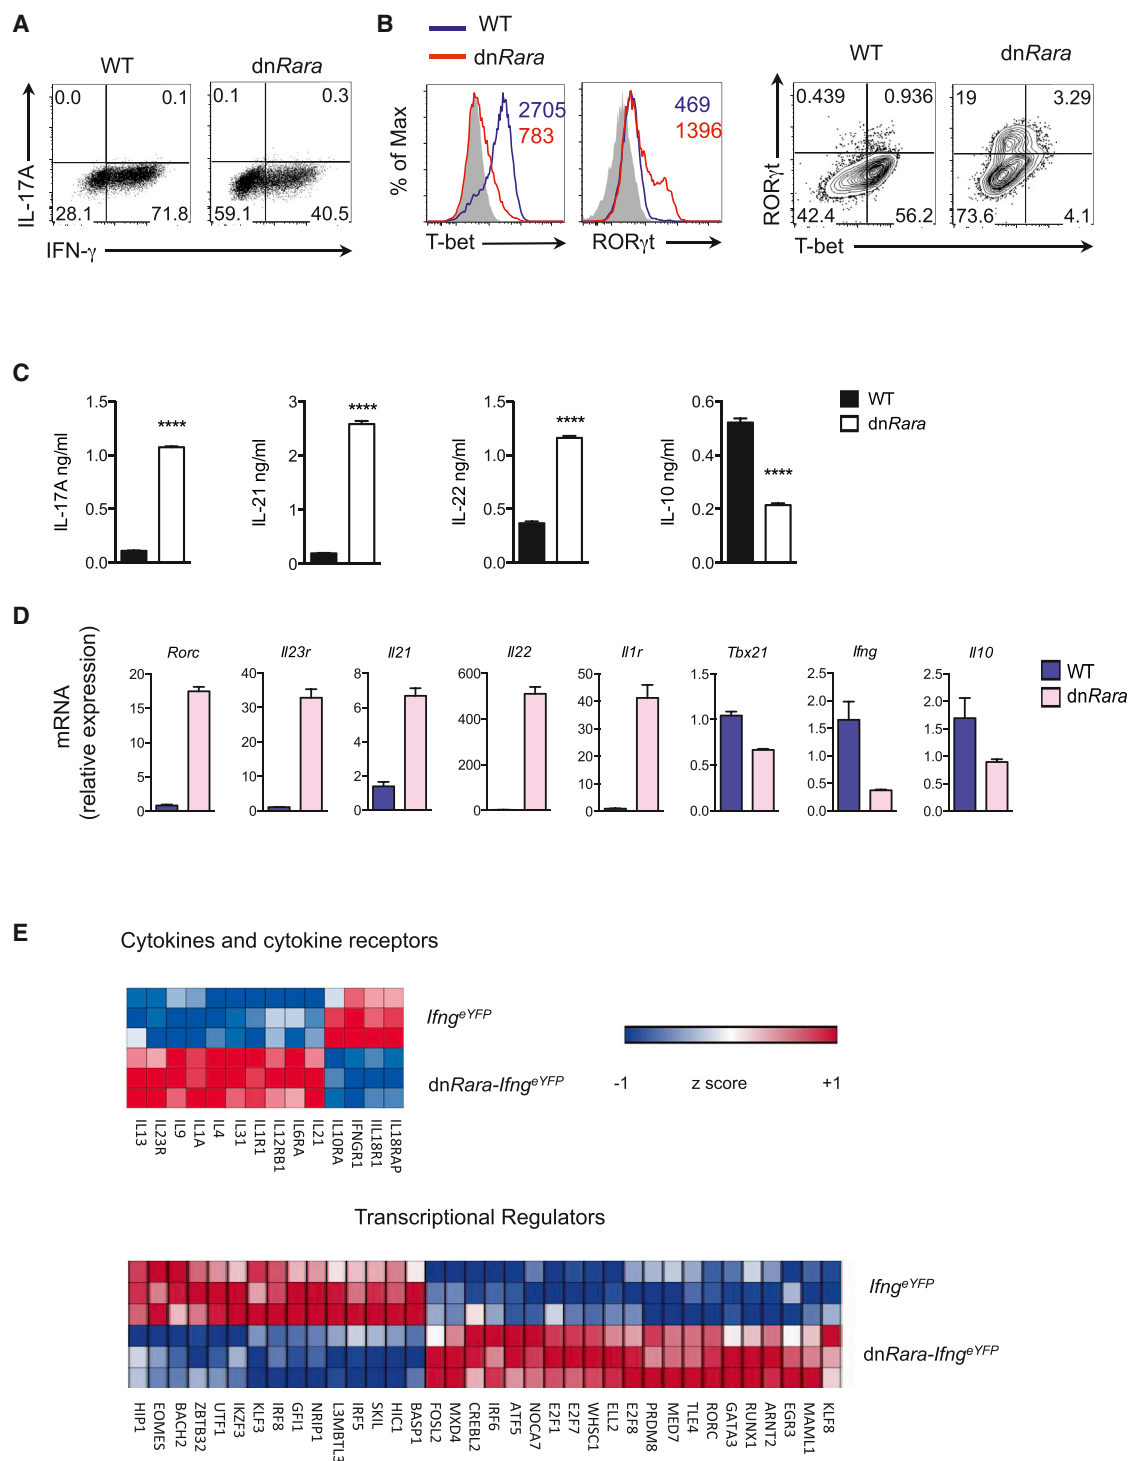 A
WT
dnRara
0.0
0.1
28.1
71.8
0.1
0.3
59.1
40.5
IL-17A
IFN-γ
B
WT
dnRara
% of Max
2705
783
T-bet
469
1396
RORγt
WT
dnRara
0.439
0.936
42.4
56.2
19
3.29
73.6
4.1
RORγt
T-bet
C
IL-17A ng/ml
1.5
1.0
0.5
0.0
****
IL-21 ng/ml
3
2
1
0
****
IL-22 ng/ml
1.5
1.0
0.5
0.0
****
IL-10 ng/ml
0.6
0.4
0.2
0.0
****
WT
dnRara
D
mRNA
(relative expression)
Rorc
20
15
10
5
0
Il23r
40
30
20
10
0
Il21
8
6
4
2
0
Il22
600
400
200
0
Il1r
50
40
30
20
10
0
Tbx21
1.5
1.0
0.5
0.0
Ifng
2.5
2.0
1.5
1.0
0.5
0.0
Il10
2.5
2.0
1.5
1.0
0.5
0.0
WT
dnRara
E
Cytokines and cytokine receptors
Ifng^eYFP
dnRara-Ifng^eYFP
-1
z score
+1
IL13
IL23R
IL9
IL1A
IL4
IL31
IL1R1
IL12RB1
IL6RA
IL21
IL10RA
IFNGR1
IIL18R1
IL18RAP
Transcriptional Regulators
Ifng^eYFP
dnRara-Ifng^eYFP
HIP1
EOMES
BACH2
ZBTB32
UTF1
IKZF3
KLF3
IRF8
GFI1
NRIP1
L3MBTL3
IRF5
SKIL
HIC1
BASP1
FOSL2
MXD4
CREBL2
IRF6
ATF5
NOCA7
E2F1
E2F7
WHSC1
ELL2
E2F8
PRDM8
MED7
TLE4
RORC
GATA3
RUNX1
ARNT2
EGR3
MAML1
KLF8